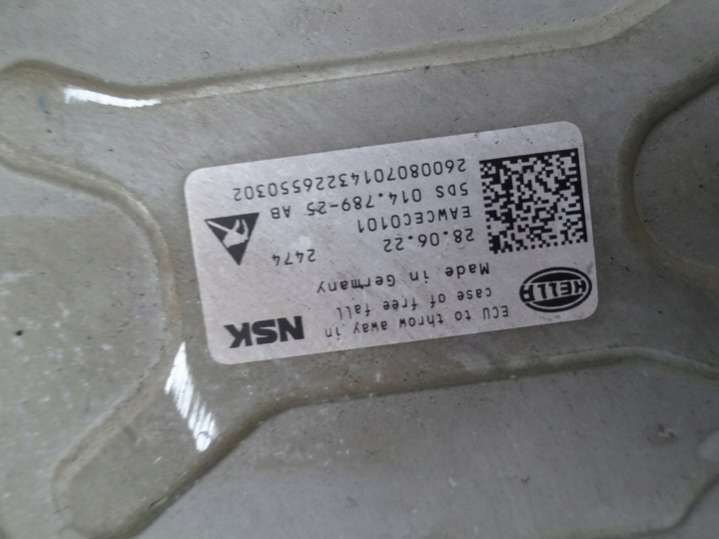 HELLA
ECU to throw away in
case of free fall
NSK
Made in Germany
28.06.22 2474
EAWCEC0101
5DS 014.789-25 AB
26008070143226550302